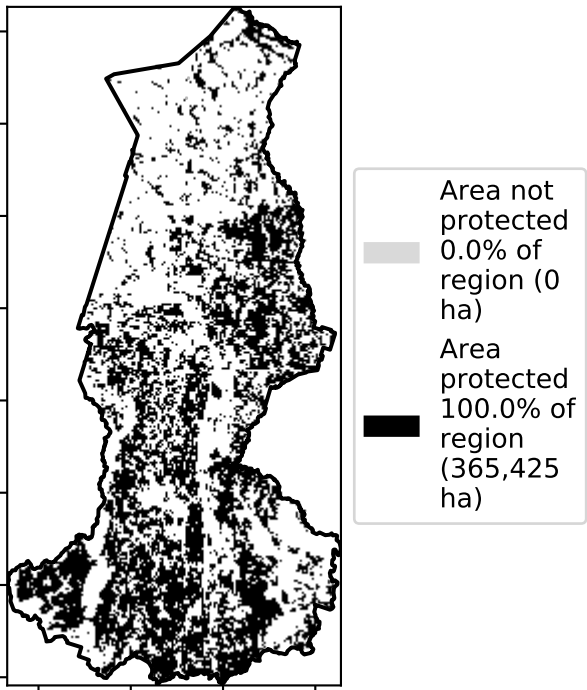 Area not
protected
0.0% of
region (0
ha)
Area
protected
100.0% of
region
(365,425
ha)